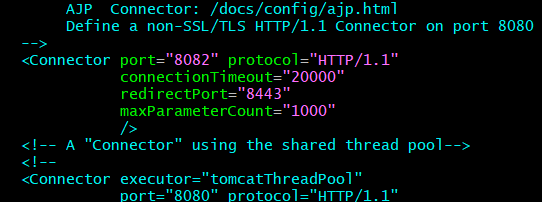 AJP  Connector: /docs/config/ajp.html
Define a non-SSL/TLS HTTP/1.1 Connector on port 8080
-->
<Connector port="8082" protocol="HTTP/1.1"
connectionTimeout="20000"
redirectPort="8443"
maxParameterCount="1000"
/>
<!-- A "Connector" using the shared thread pool-->
<!--
<Connector executor="tomcatThreadPool"
port="8080" protocol="HTTP/1.1"